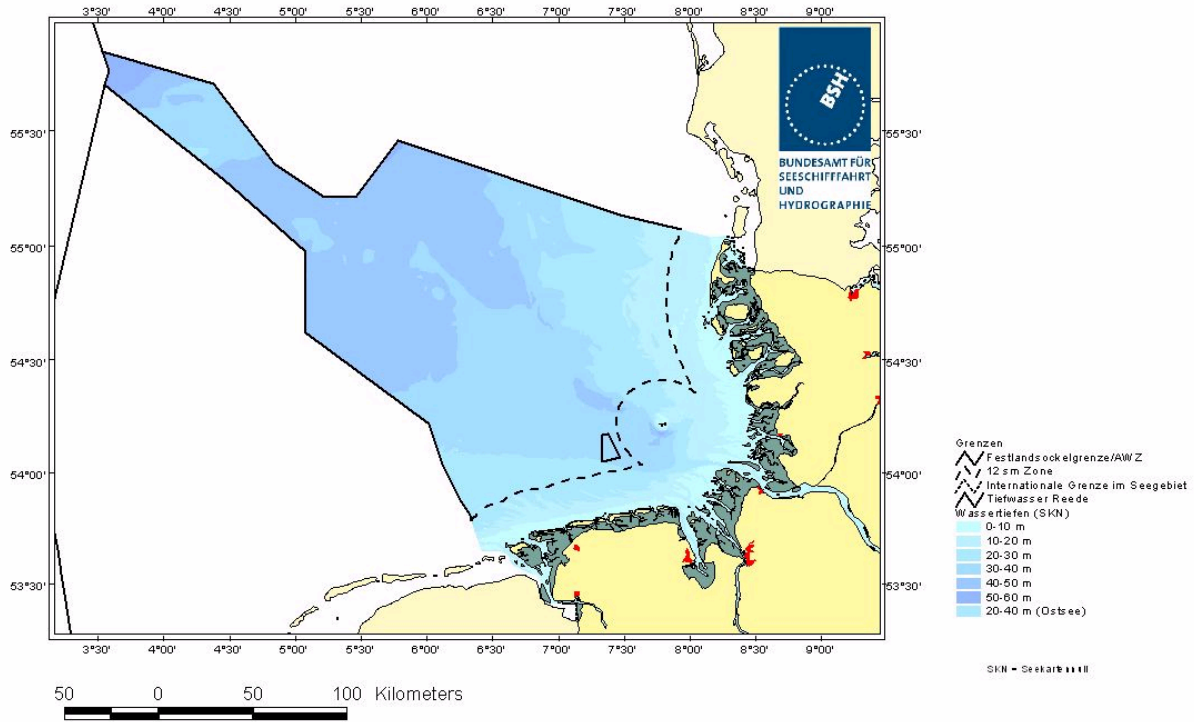 3°30' 4°00' 4°30' 5°00' 5°30' 6°00' 6°30' 7°00' 7°30' 8°00' 8°30' 9°00'
BSH
BUNDESAMT FÜR
SEESCHIFFFAHRT
UND
HYDROGRAPHIE
55°30' 55°30'
55°00' 55°00'
54°30' 54°30'
54°00' 54°00'
53°30' 53°30'
3°30' 4°00' 4°30' 5°00' 5°30' 6°00' 6°30' 7°00' 7°30' 8°00' 8°30' 9°00'
50 0 50 100 Kilometers
Grenzen
Festlandsockelgrenze/AWZ
12 sm Zone
Internationale Grenze im Seegebiet
Tiefwasser Reede
Wassertiefen (SKN)
0-10 m
10-20 m
20-30 m
30-40 m
40-50 m
50-60 m
20-40 m (Ostsee)
SKN = Seekartennull